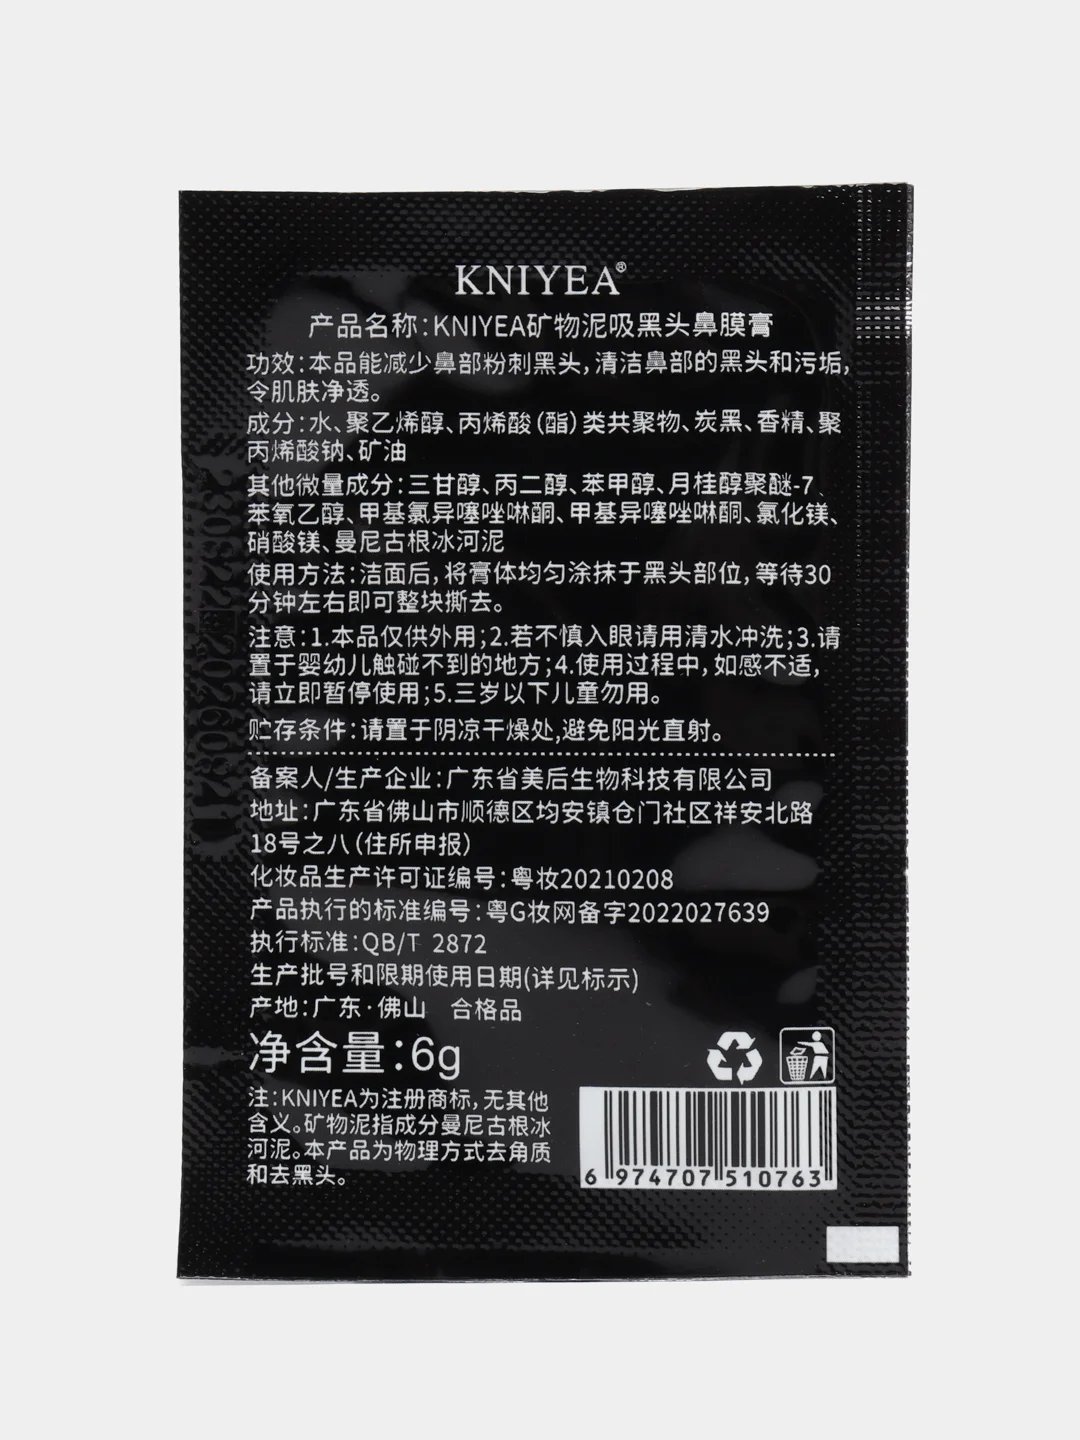 KNIYEA®
产品名称:KNIYEA矿物泥吸黑头鼻膜膏
功效:本品能减少鼻部粉刺黑头,清洁鼻部的黑头和污垢,
令肌肤净透。
成分:水、聚乙烯醇、丙烯酸(酯)类共聚物、炭黑、香精、聚
丙烯酸钠、矿油
其他微量成分:三甘醇、丙二醇、苯甲醇、月桂醇聚醚-7、
苯氧乙醇、甲基氯异噻唑啉酮、甲基异噻唑啉酮、氯化镁、
硝酸镁、曼尼古根冰河泥
使用方法:洁面后,将膏体均匀涂抹于黑头部位,等待30
分钟左右即可整块撕去。
注意:1.本品仅供外用;2.若不慎入眼请用清水冲洗;3.请
置于婴幼儿触碰不到的地方;4.使用过程中,如感不适,
请立即暂停使用;5.三岁以下儿童勿用。
贮存条件:请置于阴凉干燥处,避免阳光直射。
备案人/生产企业:广东省美后生物科技有限公司
地址:广东省佛山市顺德区均安镇仓门社区祥安北路
18号之八(住所申报)
化妆品生产许可证编号:粤妆20210208
产品执行的标准编号:粤G妆网备字2022027639
执行标准:QB/T 2872
生产批号和限期使用日期(详见标示)
产地:广东·佛山 合格品
净含量:6g
注:KNIYEA为注册商标,无其他
含义。矿物泥指成分曼尼古根冰
河泥。本产品为物理方式去角质
和去黑头。
6 974707 510763